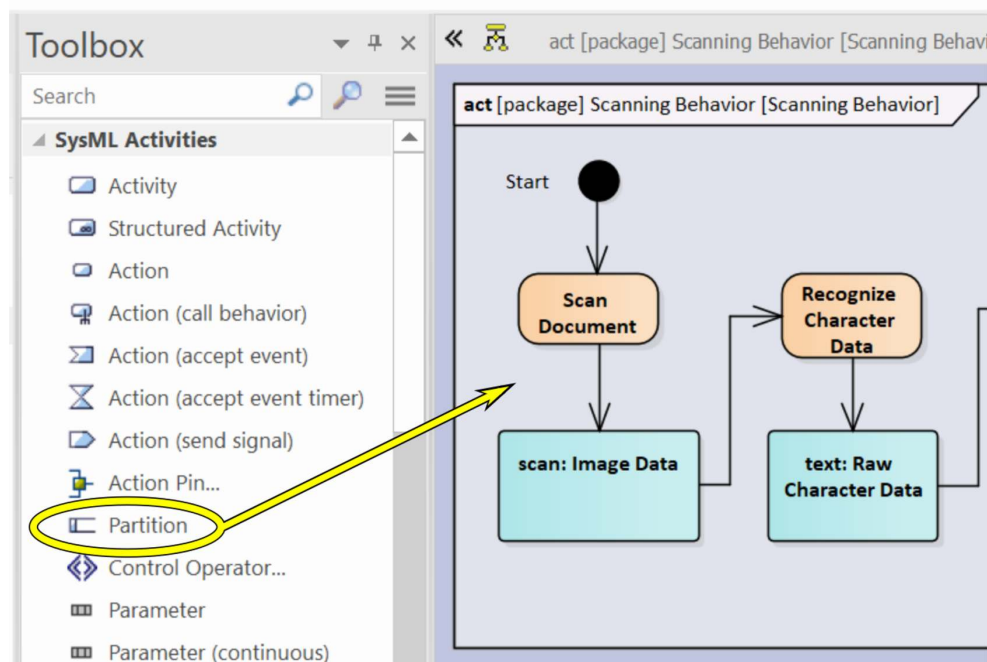 Toolbox
Search
SysML Activities
Activity
Structured Activity
Action
Action (call behavior)
Action (accept event)
Action (accept event timer)
Action (send signal)
Action Pin...
Partition
Control Operator...
Parameter
Parameter (continuous)
act [package] Scanning Behavior [Scanning Behavi
act [package] Scanning Behavior [Scanning Behavior]
Start
Scan
Document
Recognize
Character
Data
scan: Image Data
text: Raw
Character Data